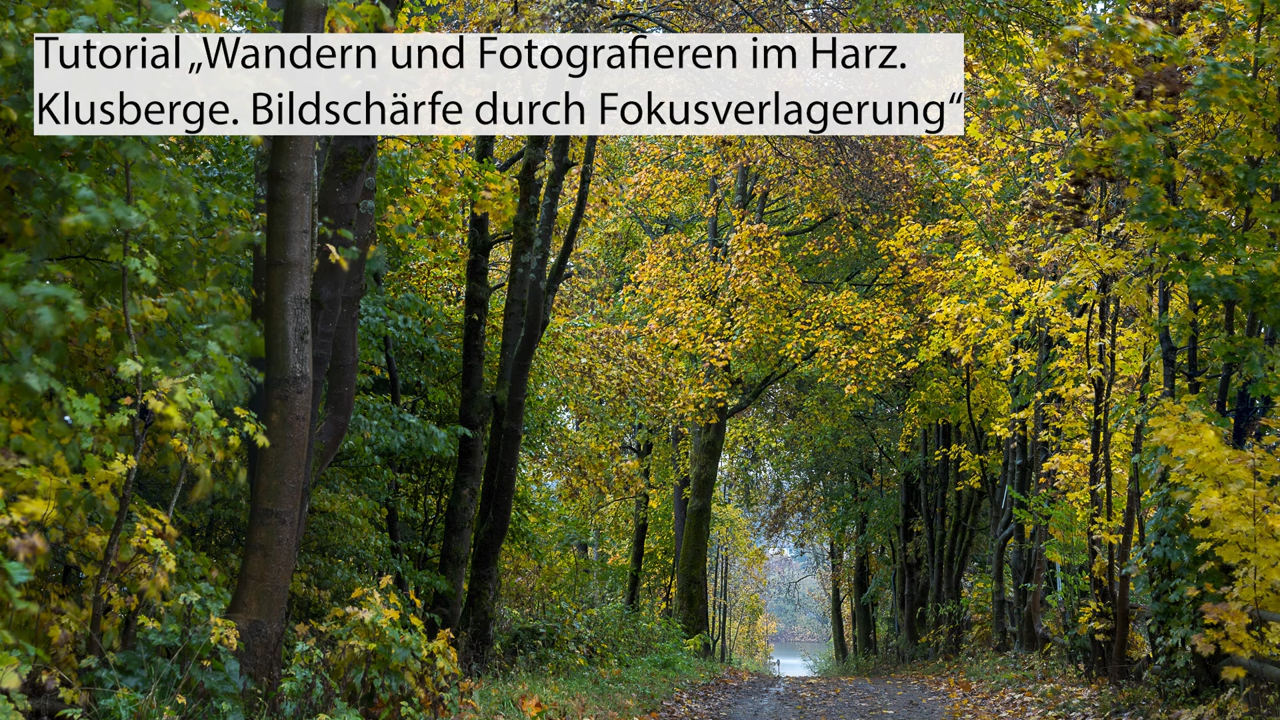 Tutorial „Wandern und Fotografieren im Harz.
Klusberge. Bildschärfe durch Fokusverlagerung“